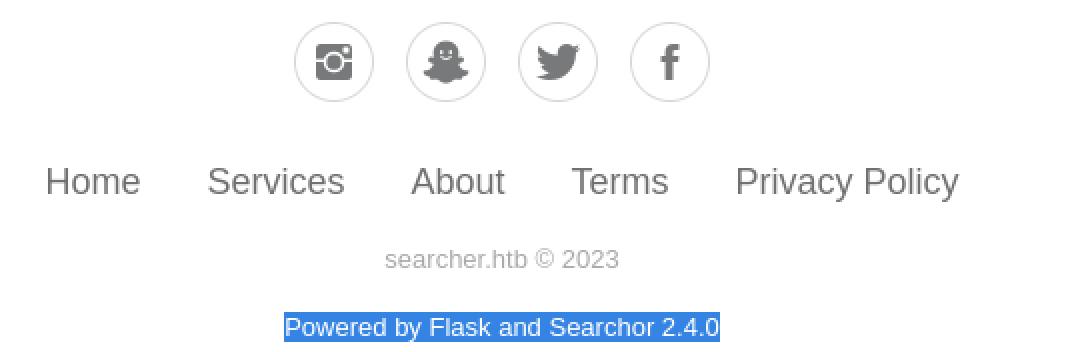 Home Services About Terms Privacy Policy
searcher.htb © 2023
Powered by Flask and Searchor 2.4.0